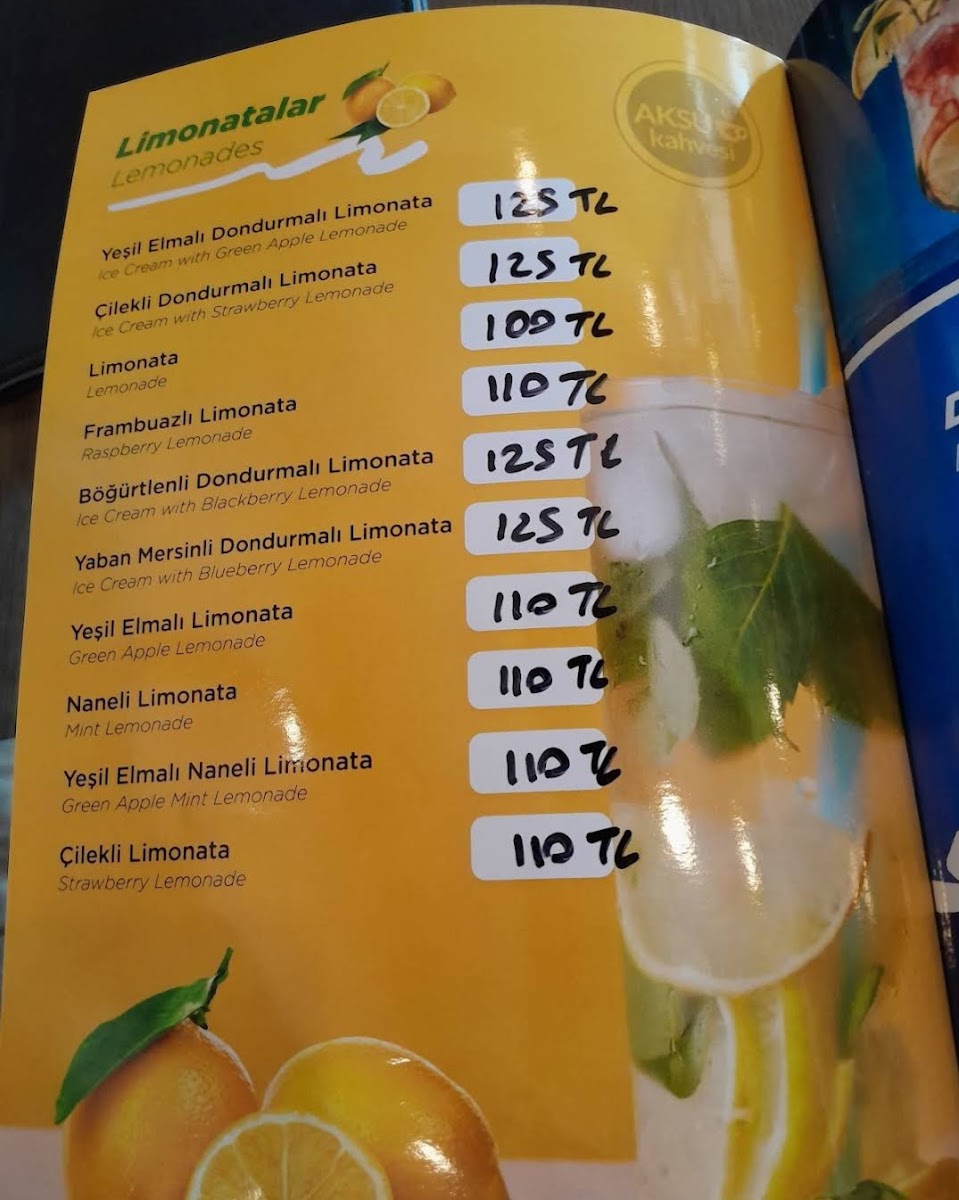 Limonatalar
Lemonades
AKSU
kahvesi
Yeşil Elmalı Dondurmalı Limonata 125 TL
Ice Cream with Green Apple Lemonade
Çilekli Dondurmalı Limonata 125 TL
Ice Cream with Strawberry Lemonade
Limonata 100 TL
Lemonade
Frambuazlı Limonata 110 TL
Raspberry Lemonade
Böğürtlenli Dondurmalı Limonata 125 TL
Ice Cream with Blackberry Lemonade
Yaban Mersinli Dondurmalı Limonata 125 TL
Ice Cream with Blueberry Lemonade
Yeşil Elmalı Limonata 110 TL
Green Apple Lemonade
Naneli Limonata 110 TL
Mint Lemonade
Yeşil Elmalı Naneli Limonata 110 TL
Green Apple Mint Lemonade
Çilekli Limonata 110 TL
Strawberry Lemonade